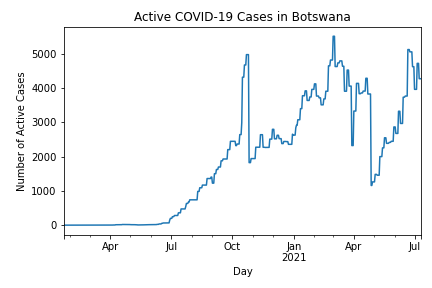 Active COVID-19 Cases in Botswana
Number of Active Cases
5000
4000
3000
2000
1000
0
Apr
Jul
Oct
Jan
2021
Apr
Jul
Day